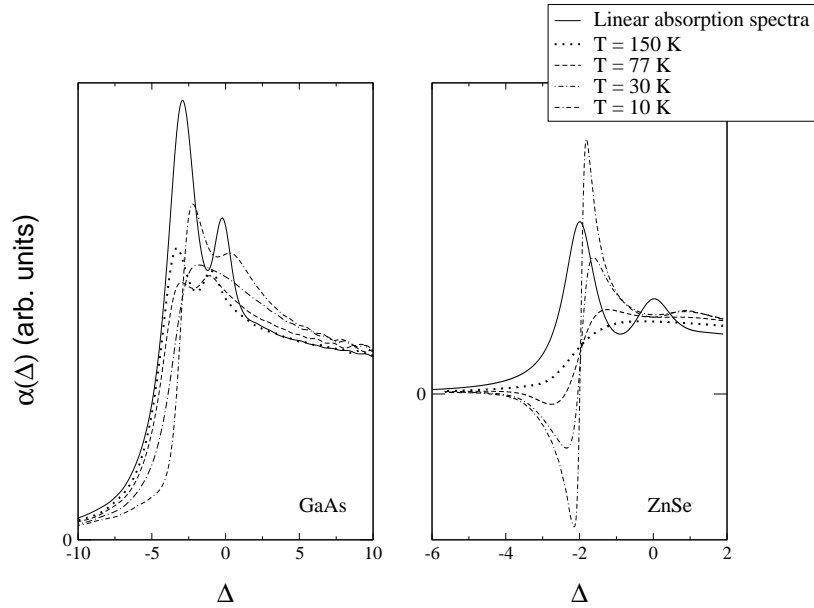 Linear absorption spectra
T = 150 K
T = 77 K
T = 30 K
T = 10 K
α(Δ) (arb. units)
0
GaAs
-10 -5 0 5 10
Δ
0
ZnSe
-6 -4 -2 0 2
Δ